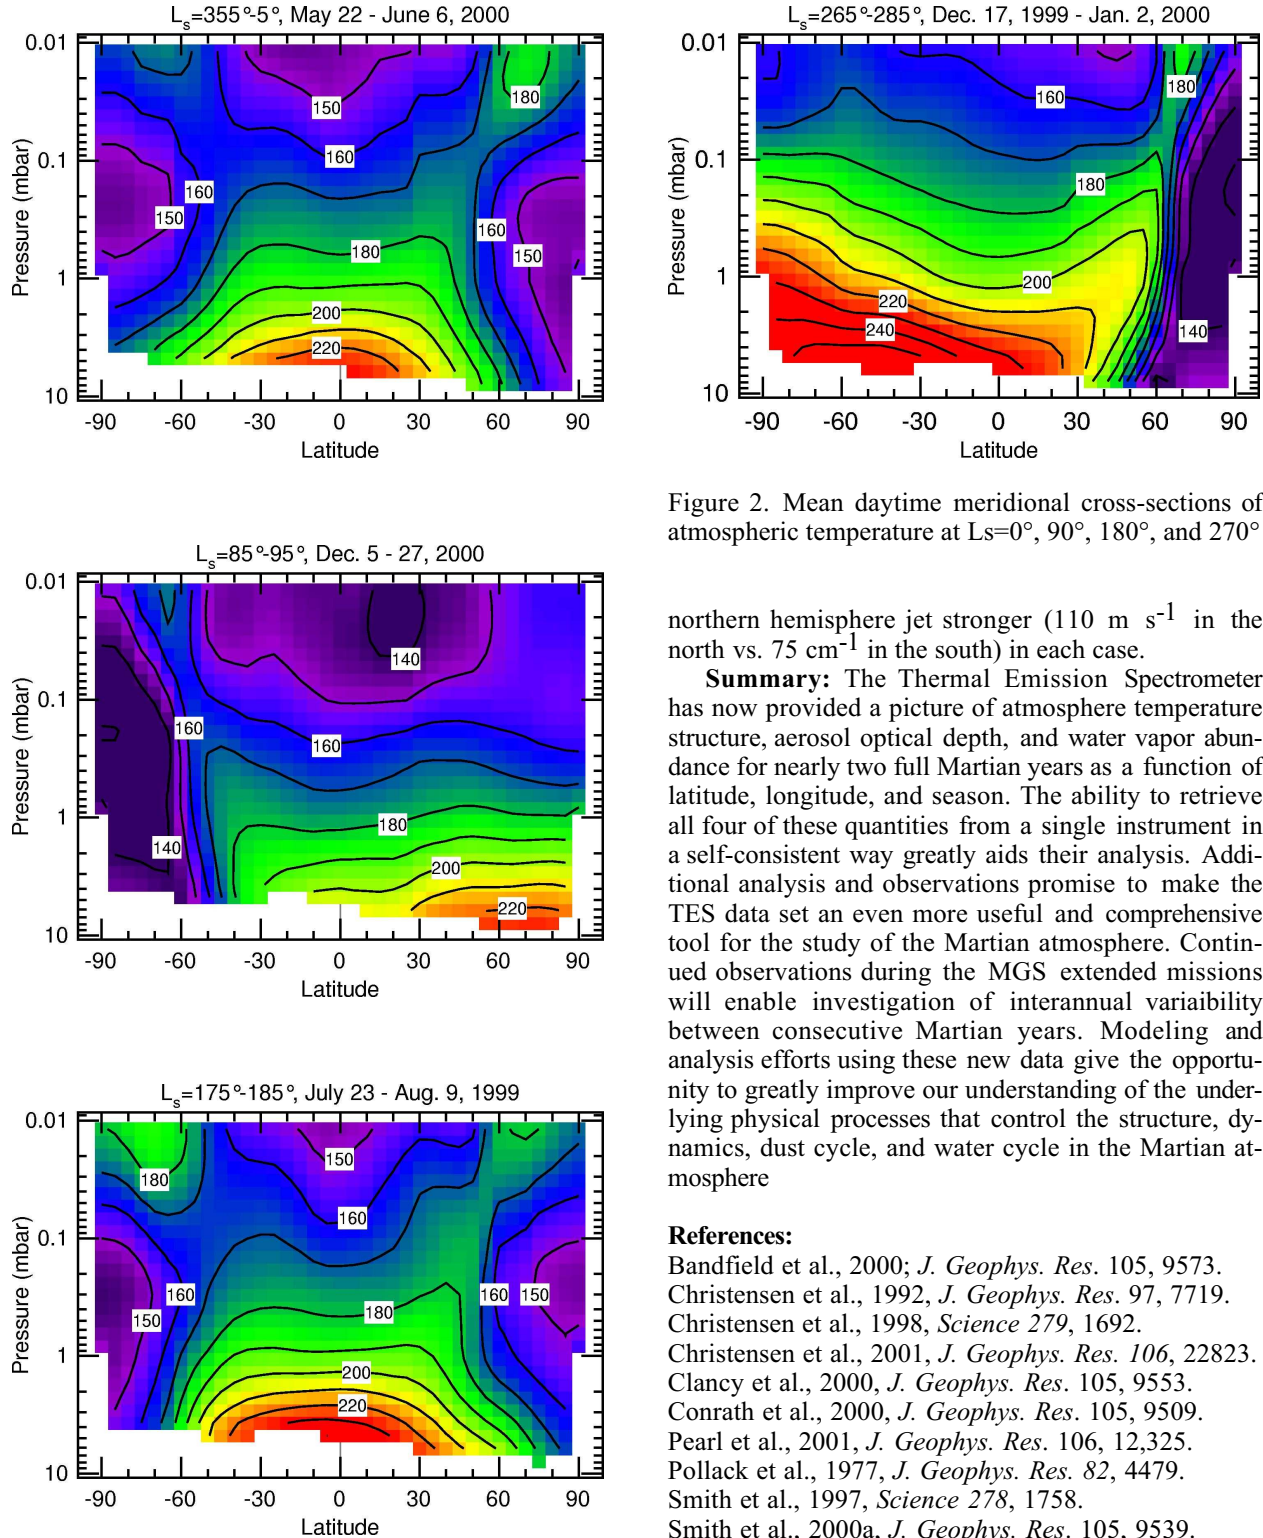 Ls=355°-5°, May 22 - June 6, 2000
0.01
0.1
1
10
Pressure (mbar)
150
180
160
160
150
160
150
180
200
220
-90 -60 -30 0 30 60 90
Latitude
Ls=85°-95°, Dec. 5 - 27, 2000
0.01
0.1
1
10
Pressure (mbar)
140
160
160
180
140
200
220
-90 -60 -30 0 30 60 90
Latitude
Ls=175°-185°, July 23 - Aug. 9, 1999
0.01
0.1
1
10
Pressure (mbar)
150
180
160
160
150
180
160
150
200
220
-90 -60 -30 0 30 60 90
Latitude
Ls=265°-285°, Dec. 17, 1999 - Jan. 2, 2000
0.01
0.1
1
10
Pressure (mbar)
180
160
180
200
220
240
140
-90 -60 -30 0 30 60 90
Latitude
Figure 2. Mean daytime meridional cross-sections of
atmospheric temperature at Ls=0°, 90°, 180°, and 270°
northern hemisphere jet stronger (110 m s-1 in the
north vs. 75 cm-1 in the south) in each case.
Summary: The Thermal Emission Spectrometer
has now provided a picture of atmosphere temperature
structure, aerosol optical depth, and water vapor abun-
dance for nearly two full Martian years as a function of
latitude, longitude, and season. The ability to retrieve
all four of these quantities from a single instrument in
a self-consistent way greatly aids their analysis. Addi-
tional analysis and observations promise to make the
TES data set an even more useful and comprehensive
tool for the study of the Martian atmosphere. Contin-
ued observations during the MGS extended missions
will enable investigation of interannual variaibility
between consecutive Martian years. Modeling and
analysis efforts using these new data give the opportu-
nity to greatly improve our understanding of the under-
lying physical processes that control the structure, dy-
namics, dust cycle, and water cycle in the Martian at-
mosphere
References:
Bandfield et al., 2000; J. Geophys. Res. 105, 9573.
Christensen et al., 1992, J. Geophys. Res. 97, 7719.
Christensen et al., 1998, Science 279, 1692.
Christensen et al., 2001, J. Geophys. Res. 106, 22823.
Clancy et al., 2000, J. Geophys. Res. 105, 9553.
Conrath et al., 2000, J. Geophys. Res. 105, 9509.
Pearl et al., 2001, J. Geophys. Res. 106, 12,325.
Pollack et al., 1977, J. Geophys. Res. 82, 4479.
Smith et al., 1997, Science 278, 1758.
Smith et al., 2000a, J. Geophys. Res. 105, 9539.